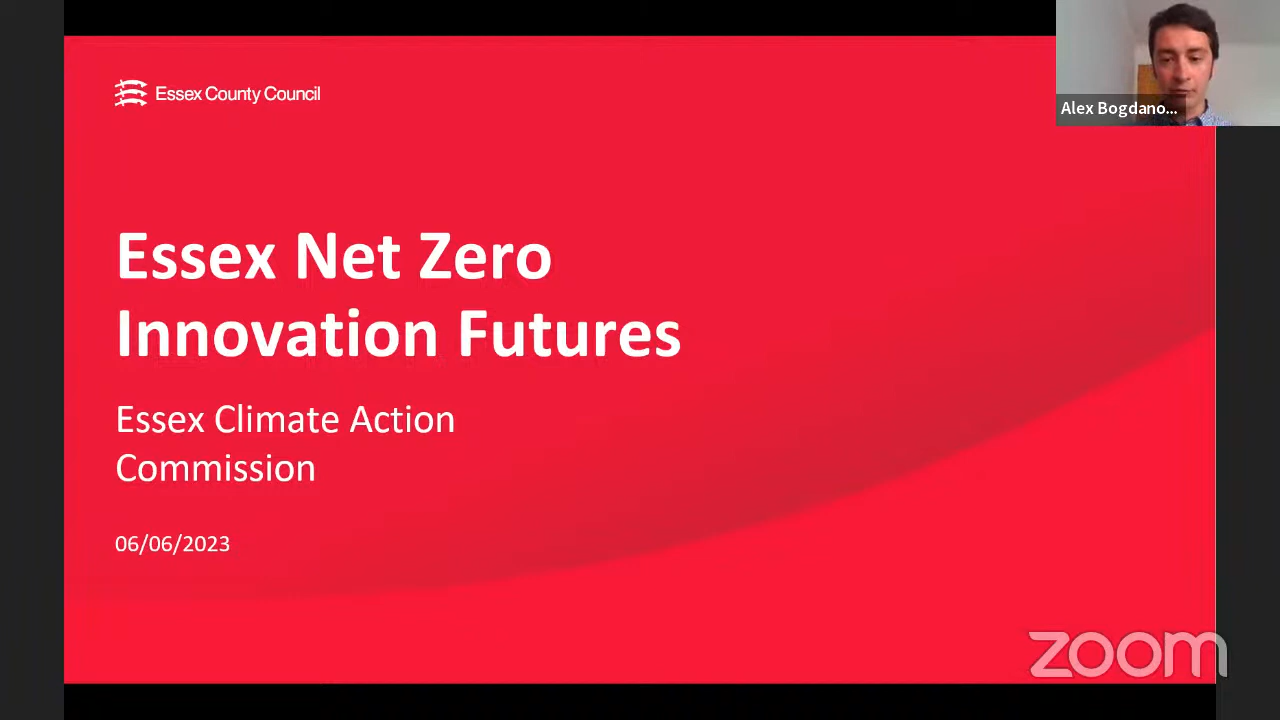 Essex County Council
Alex Bogdano...
Essex Net Zero
Innovation Futures
Essex Climate Action
Commission
06/06/2023
zoom